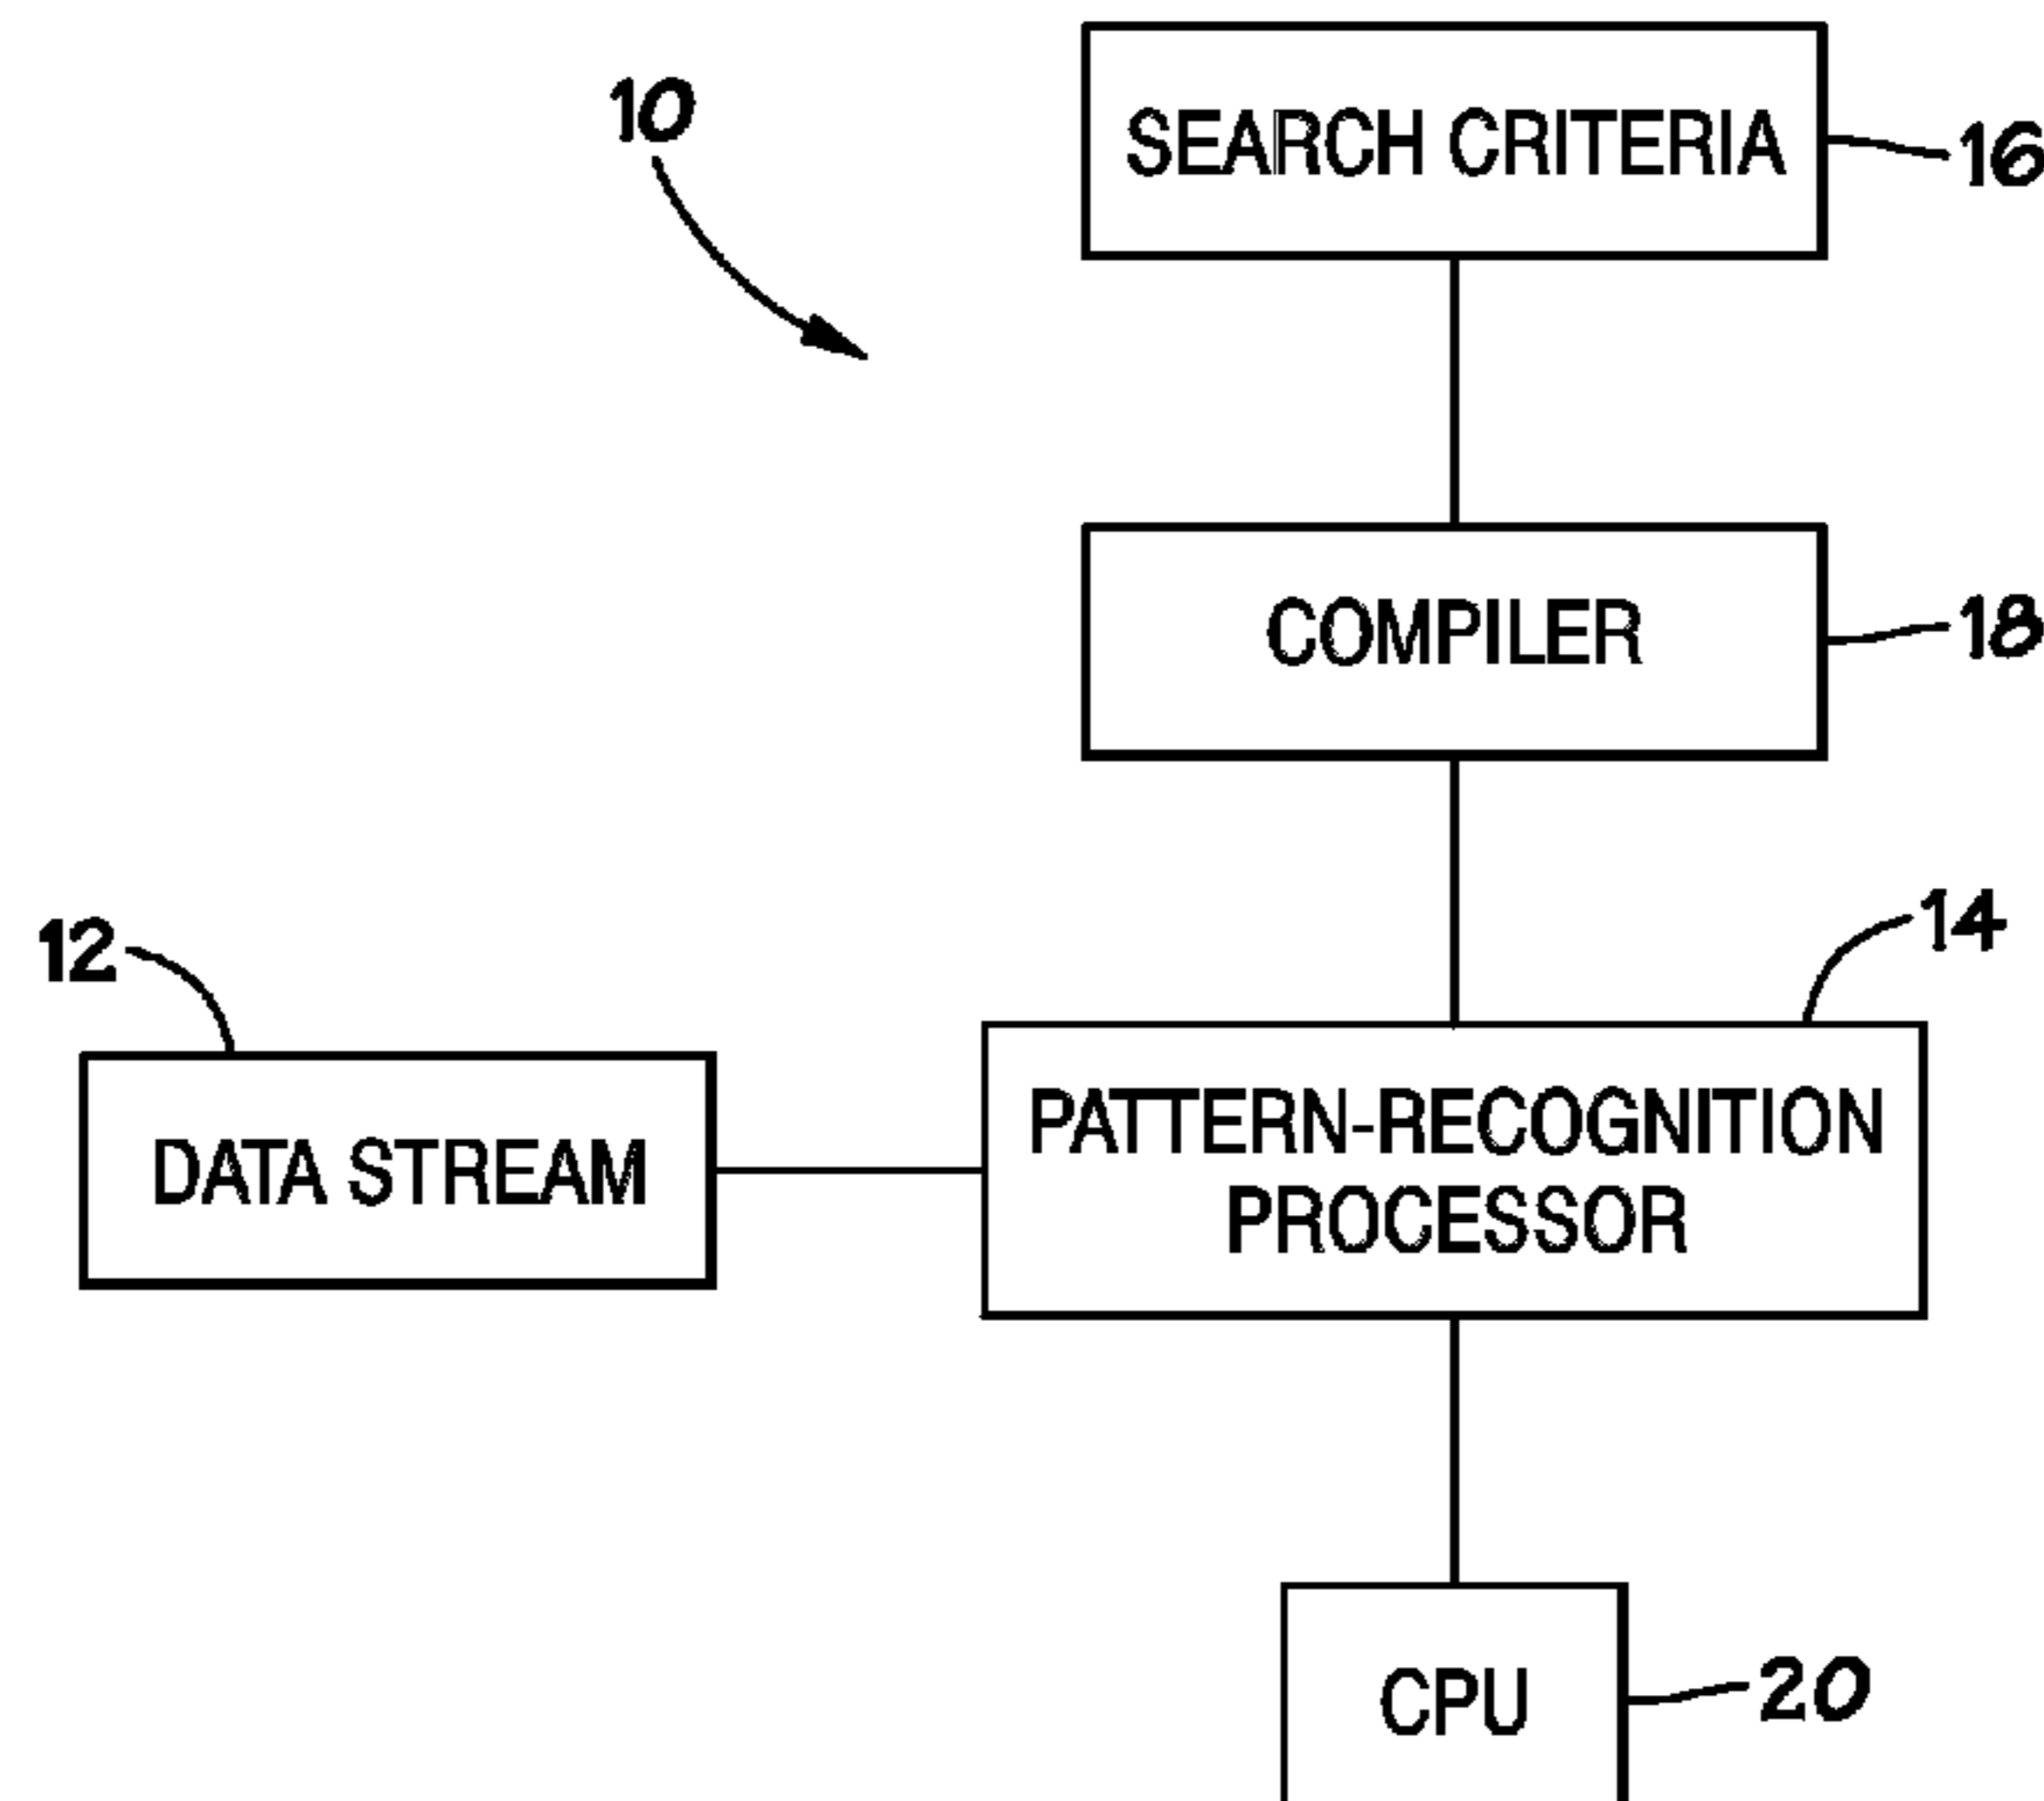 10
SEARCH CRITERIA
16
COMPILER
18
12
14
DATA STREAM
PATTERN-RECOGNITION
PROCESSOR
CPU
20